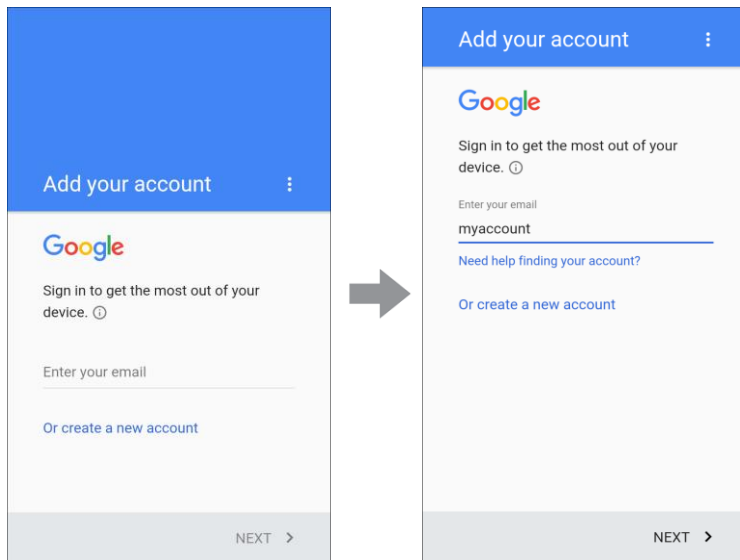 Add your account
Google
Sign in to get the most out of your
device.
Enter your email
Or create a new account
NEXT
Add your account
Google
Sign in to get the most out of your
device.
Enter your email
myaccount
Need help finding your account?
Or create a new account
NEXT